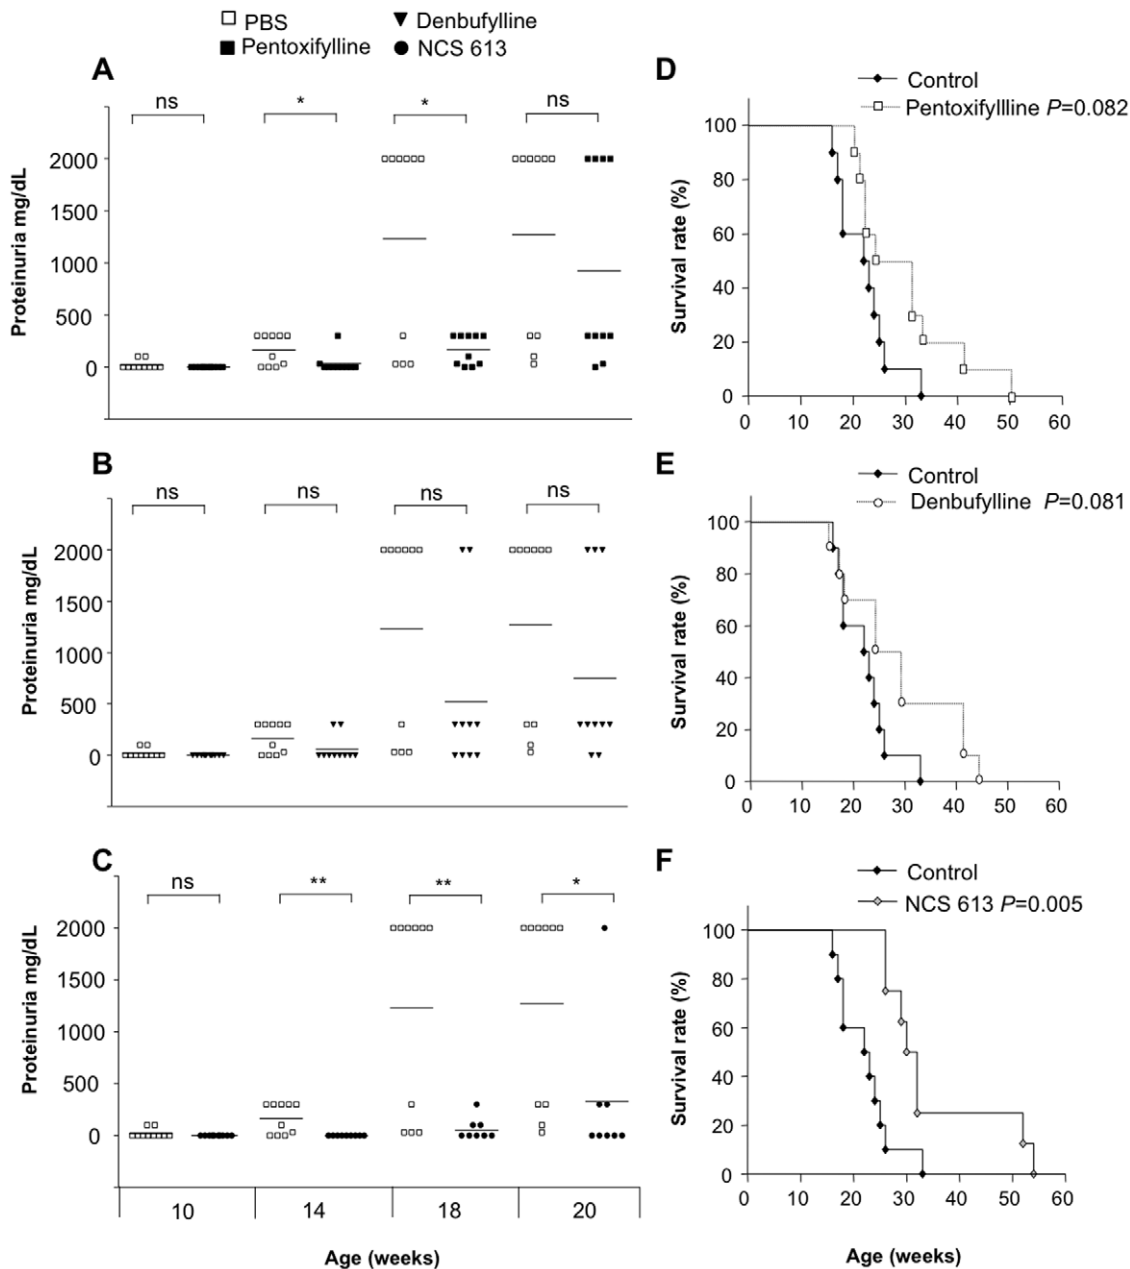 □ PBS ▼ Denbufylline
■ Pentoxifylline ● NCS 613
A
ns * * ns
Proteinuria mg/dL
2000
1500
1000
500
0
D
Control
Pentoxifyllline P=0.082
Survival rate (%)
100
80
60
40
20
0
0 10 20 30 40 50 60
B
ns ns ns ns
Proteinuria mg/dL
2000
1500
1000
500
0
E
Control
Denbufylline P=0.081
Survival rate (%)
100
80
60
40
20
0
0 10 20 30 40 50 60
C
ns ** ** *
Proteinuria mg/dL
2000
1500
1000
500
0
10 14 18 20
Age (weeks)
F
Control
NCS 613 P=0.005
Survival rate (%)
100
80
60
40
20
0
0 10 20 30 40 50 60
Age (weeks)